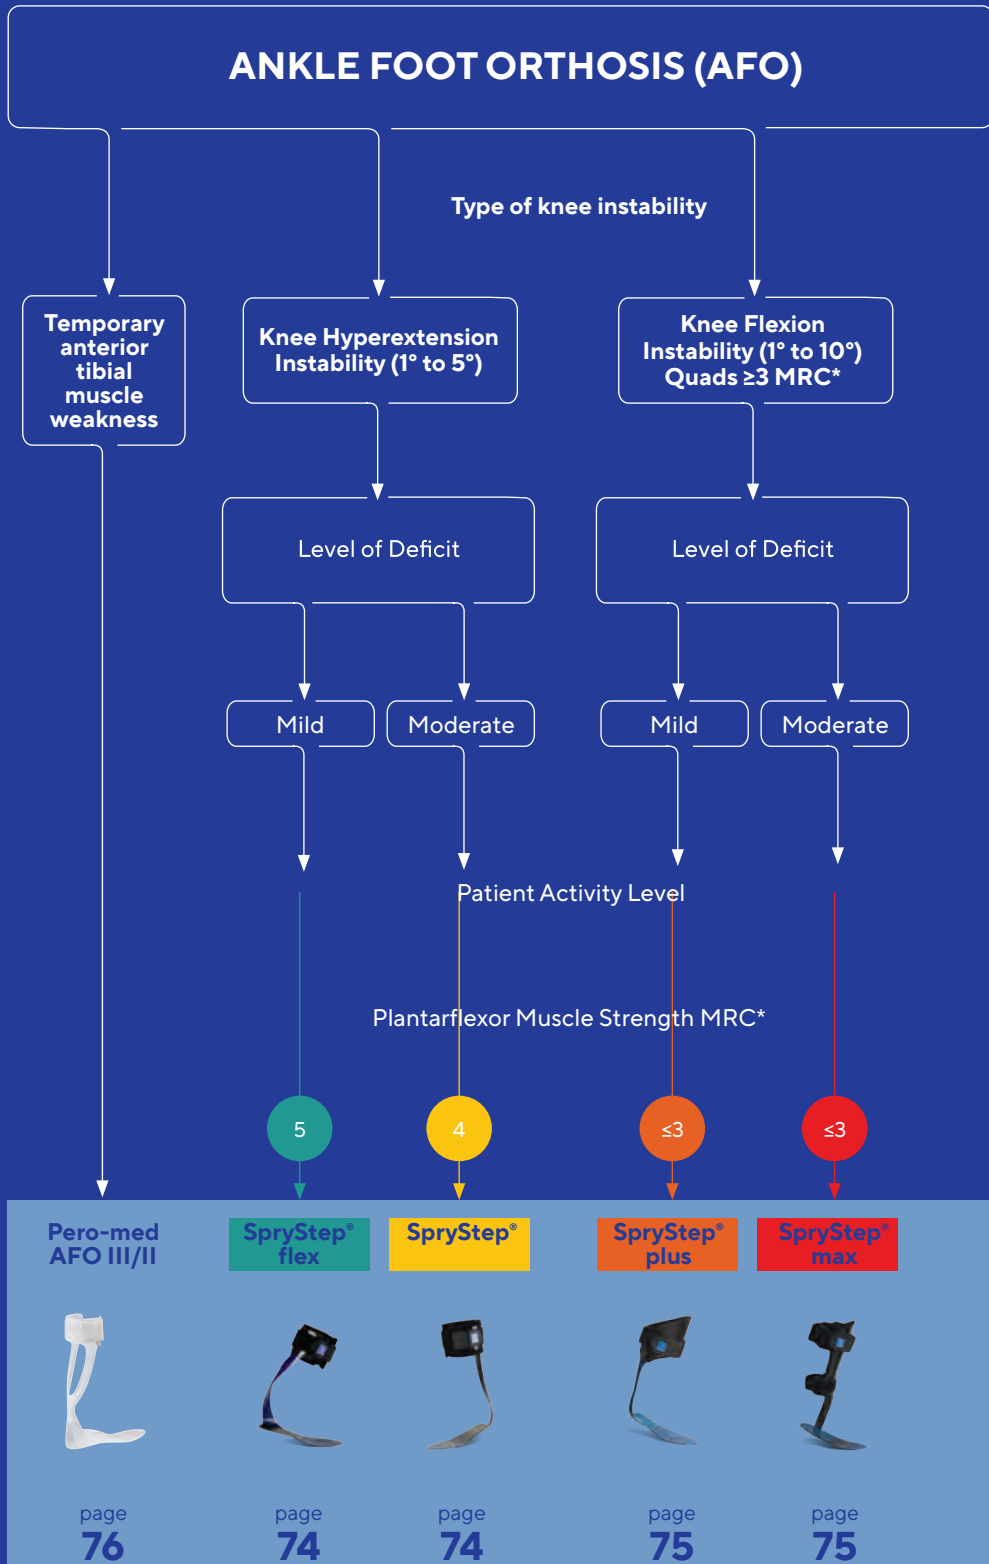 ANKLE FOOT ORTHOSIS (AFO)
Type of knee instability
Temporary
anterior
tibial
muscle
weakness
Knee Hyperextension
Instability (1° to 5°)
Knee Flexion
Instability (1° to 10°)
Quads ≥3 MRC*
Level of Deficit
Level of Deficit
Mild
Moderate
Mild
Moderate
Patient Activity Level
Plantarflexor Muscle Strength MRC*
5
4
≤3
≤3
Pero-med
AFO III/II
SpryStep®
flex
SpryStep®
SpryStep®
plus
SpryStep®
max
page
76
page
74
page
74
page
75
page
75